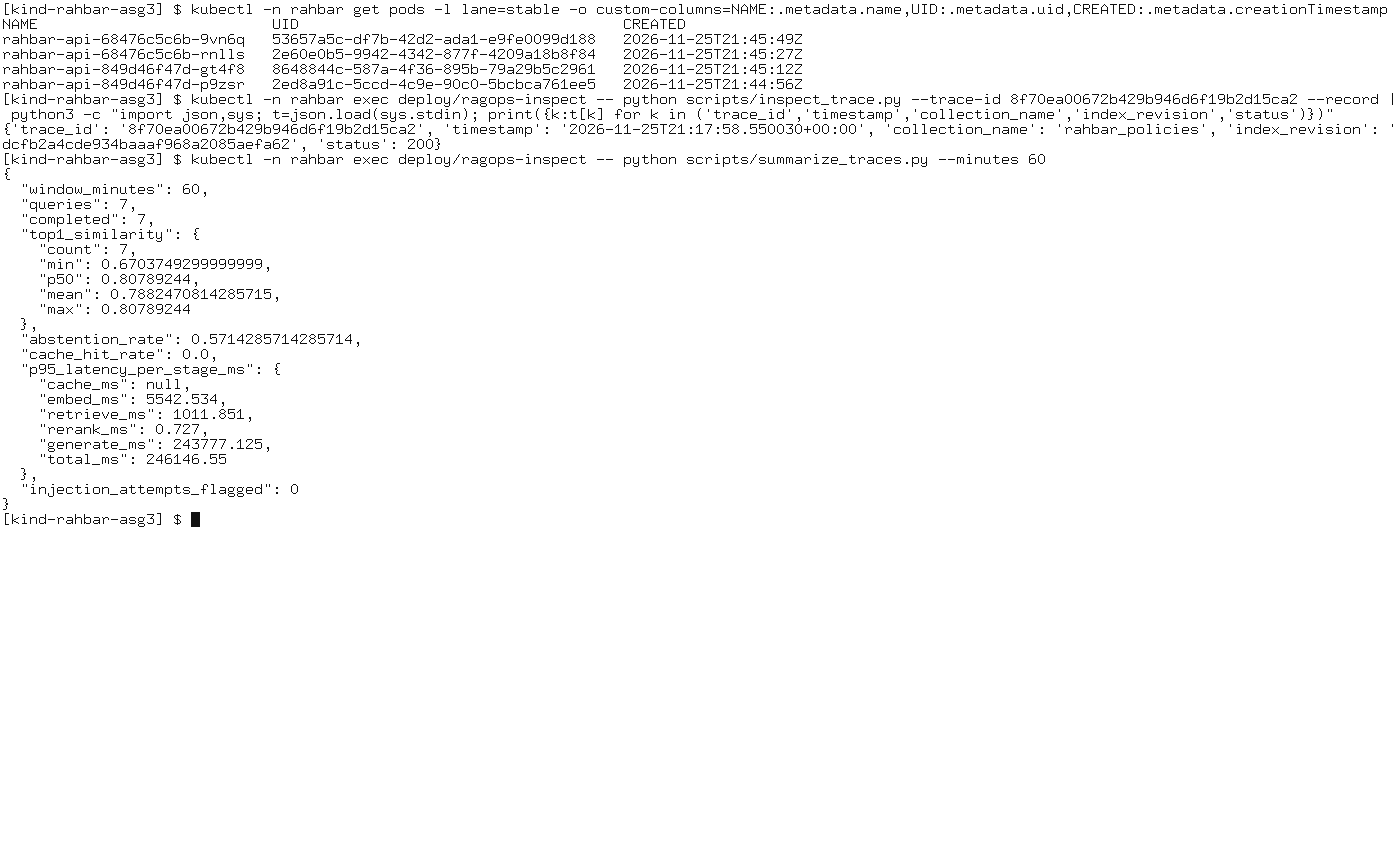 [kind-rahbar-asg3] $ kubectl -n rahbar get pods -l lane=stable -o custom-columns=NAME:.metadata.name,UID:.metadata.uid,CREATED:.metadata.creationTimestamp
NAME UID CREATED
rahbar-api-68476c5c6b-9vn6q 53657a5c-df7b-42d2-ada1-e9fe0099d188 2026-11-25T21:45:49Z
rahbar-api-68476c5c6b-rnlls 2e60e0b5-9942-4342-877f-4209a18b8f84 2026-11-25T21:45:27Z
rahbar-api-849d46f47d-gt4f8 8648844c-587a-4f36-895b-79a29b5c2961 2026-11-25T21:45:12Z
rahbar-api-849d46f47d-p9zsr 2ed8a91c-5ccd-4c9e-90c0-5bcbca761ee5 2026-11-25T21:44:56Z
[kind-rahbar-asg3] $ kubectl -n rahbar exec deploy/ragops-inspect -- python scripts/inspect_trace.py --trace-id 8f70ea00672b429b946d6f19b2d15ca2 --record |
 python3 -c "import json,sys; t=json.load(sys.stdin); print({k:t[k] for k in ('trace_id','timestamp','collection_name','index_revision','status')})"
{'trace_id': '8f70ea00672b429b946d6f19b2d15ca2', 'timestamp': '2026-11-25T21:17:58.550030+00:00', 'collection_name': 'rahbar_policies', 'index_revision': '
dcfb2a4cde934baaaf968a2085aefa62', 'status': 200}
[kind-rahbar-asg3] $ kubectl -n rahbar exec deploy/ragops-inspect -- python scripts/summarize_traces.py --minutes 60
{
  "window_minutes": 60,
  "queries": 7,
  "completed": 7,
  "top1_similarity": {
    "count": 7,
    "min": 0.6703749299999999,
    "p50": 0.80789244,
    "mean": 0.7882470814285715,
    "max": 0.80789244
  },
  "abstention_rate": 0.5714285714285714,
  "cache_hit_rate": 0.0,
  "p95_latency_per_stage_ms": {
    "cache_ms": null,
    "embed_ms": 5542.534,
    "retrieve_ms": 1011.851,
    "rerank_ms": 0.727,
    "generate_ms": 243777.125,
    "total_ms": 246146.55
  },
  "injection_attempts_flagged": 0
}
[kind-rahbar-asg3] $